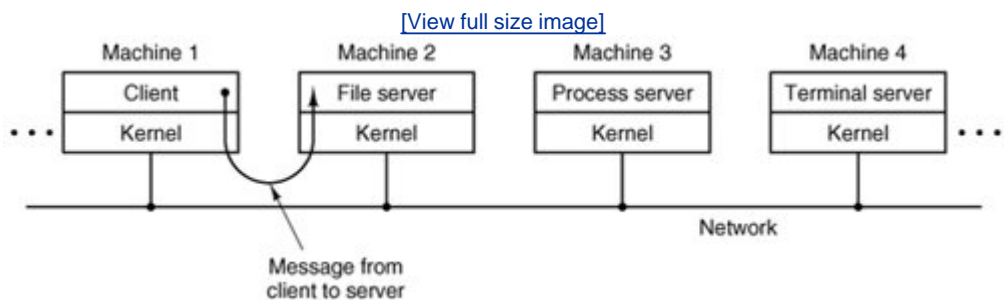 [View full size image]
Machine 1
Machine 2
Machine 3
Machine 4
Client
File server
Process server
Terminal server
...
Kernel
Kernel
Kernel
Kernel
...
Network
Message from
client to server